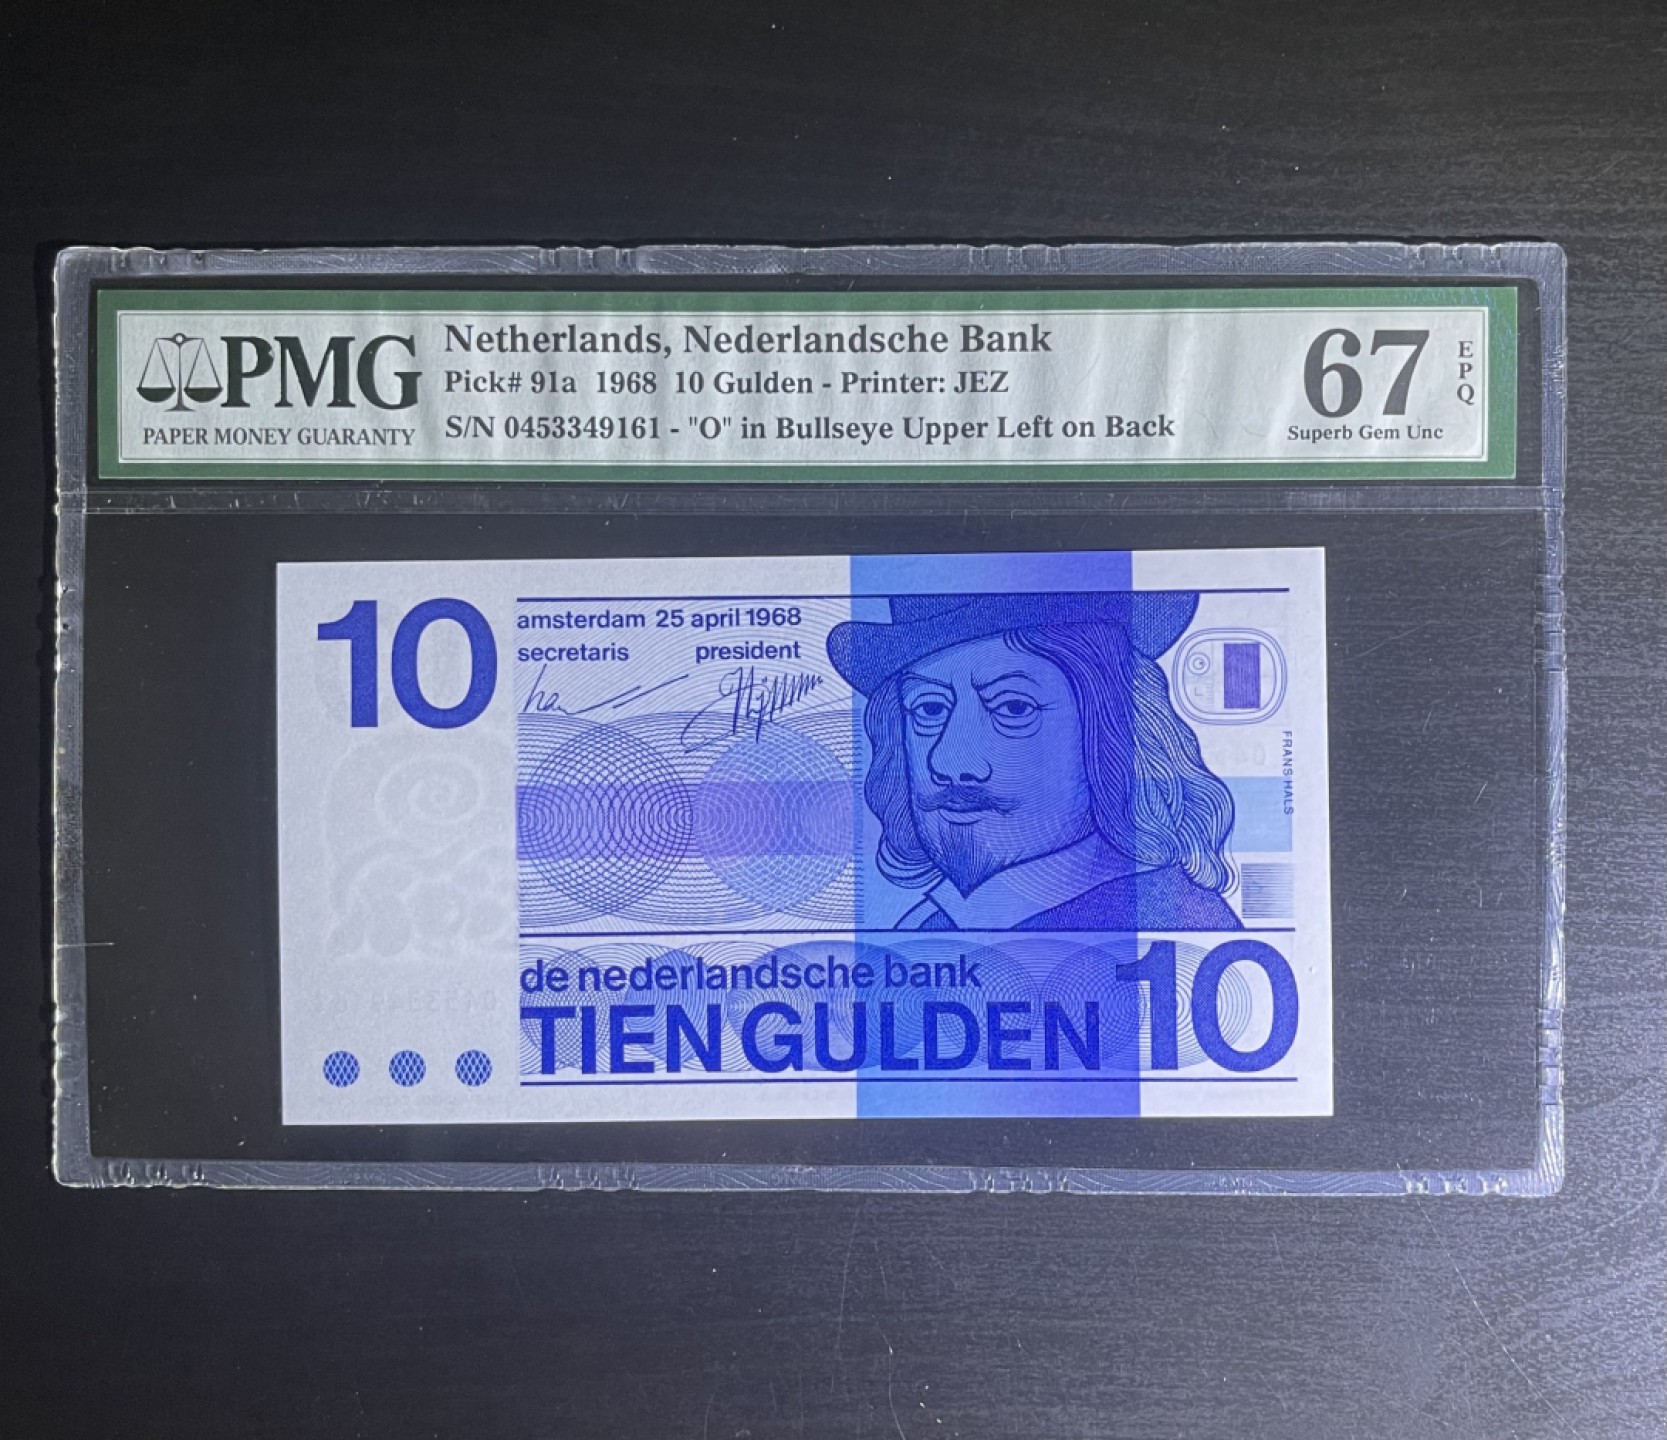 PMG
PAPER MONEY GUARANTY
Netherlands, Nederlandsche Bank
Pick# 91a 1968 10 Gulden - Printer: JEZ
S/N 0453349161 - "O" in Bullseye Upper Left on Back
67
EPQ
Superb Gem Unc
10
amsterdam 25 april 1968
secretaris president
FRANS HALS
de nederlandsche bank
TIEN GULDEN 10